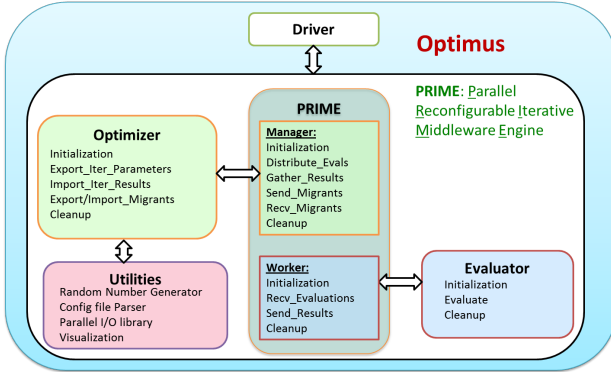 Driver
Optimus
PRIME: Parallel
Reconfigurable Iterative
Middleware Engine
PRIME
Optimizer
Initialization
Export_Iter_Parameters
Import_Iter_Results
Export/Import_Migrants
Cleanup
Manager:
Initialization
Distribute_Evals
Gather_Results
Send_Migrants
Recv_Migrants
Cleanup
Utilities
Random Number Generator
Config file Parser
Parallel I/O library
Visualization
Worker:
Initialization
Recv_Evaluations
Send_Results
Cleanup
Evaluator
Initialization
Evaluate
Cleanup